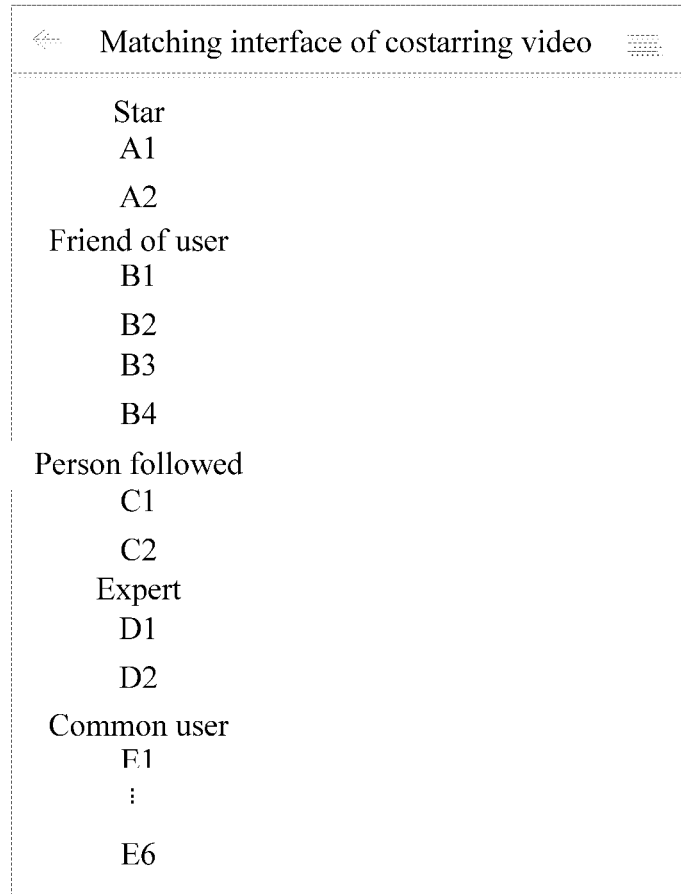 Matching interface of costarring video
Star
A1
A2
Friend of user
B1
B2
B3
B4
Person followed
C1
C2
Expert
D1
D2
Common user
E1
⋮
E6